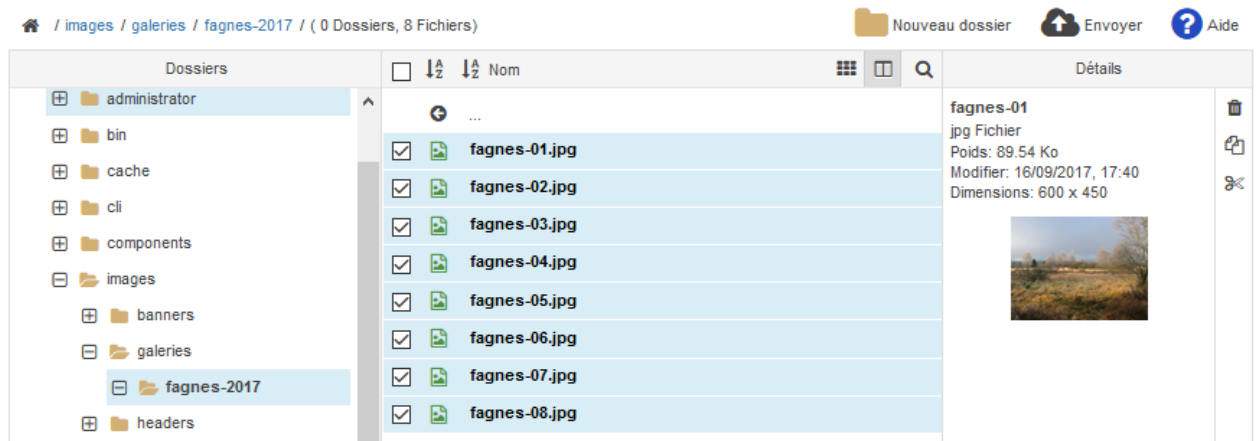 / images / galeries / fagnes-2017 / ( 0 Dossiers, 8 Fichiers)
Nouveau dossier
Envoyer
? Aide
Dossiers
administrator
bin
cache
cli
components
images
banners
galeries
fagnes-2017
headers
A Z A Z Nom
...
fagnes-01.jpg
fagnes-02.jpg
fagnes-03.jpg
fagnes-04.jpg
fagnes-05.jpg
fagnes-06.jpg
fagnes-07.jpg
fagnes-08.jpg
Détails
fagnes-01
jpg Fichier
Poids: 89.54 Ko
Modifier: 16/09/2017, 17:40
Dimensions: 600 x 450